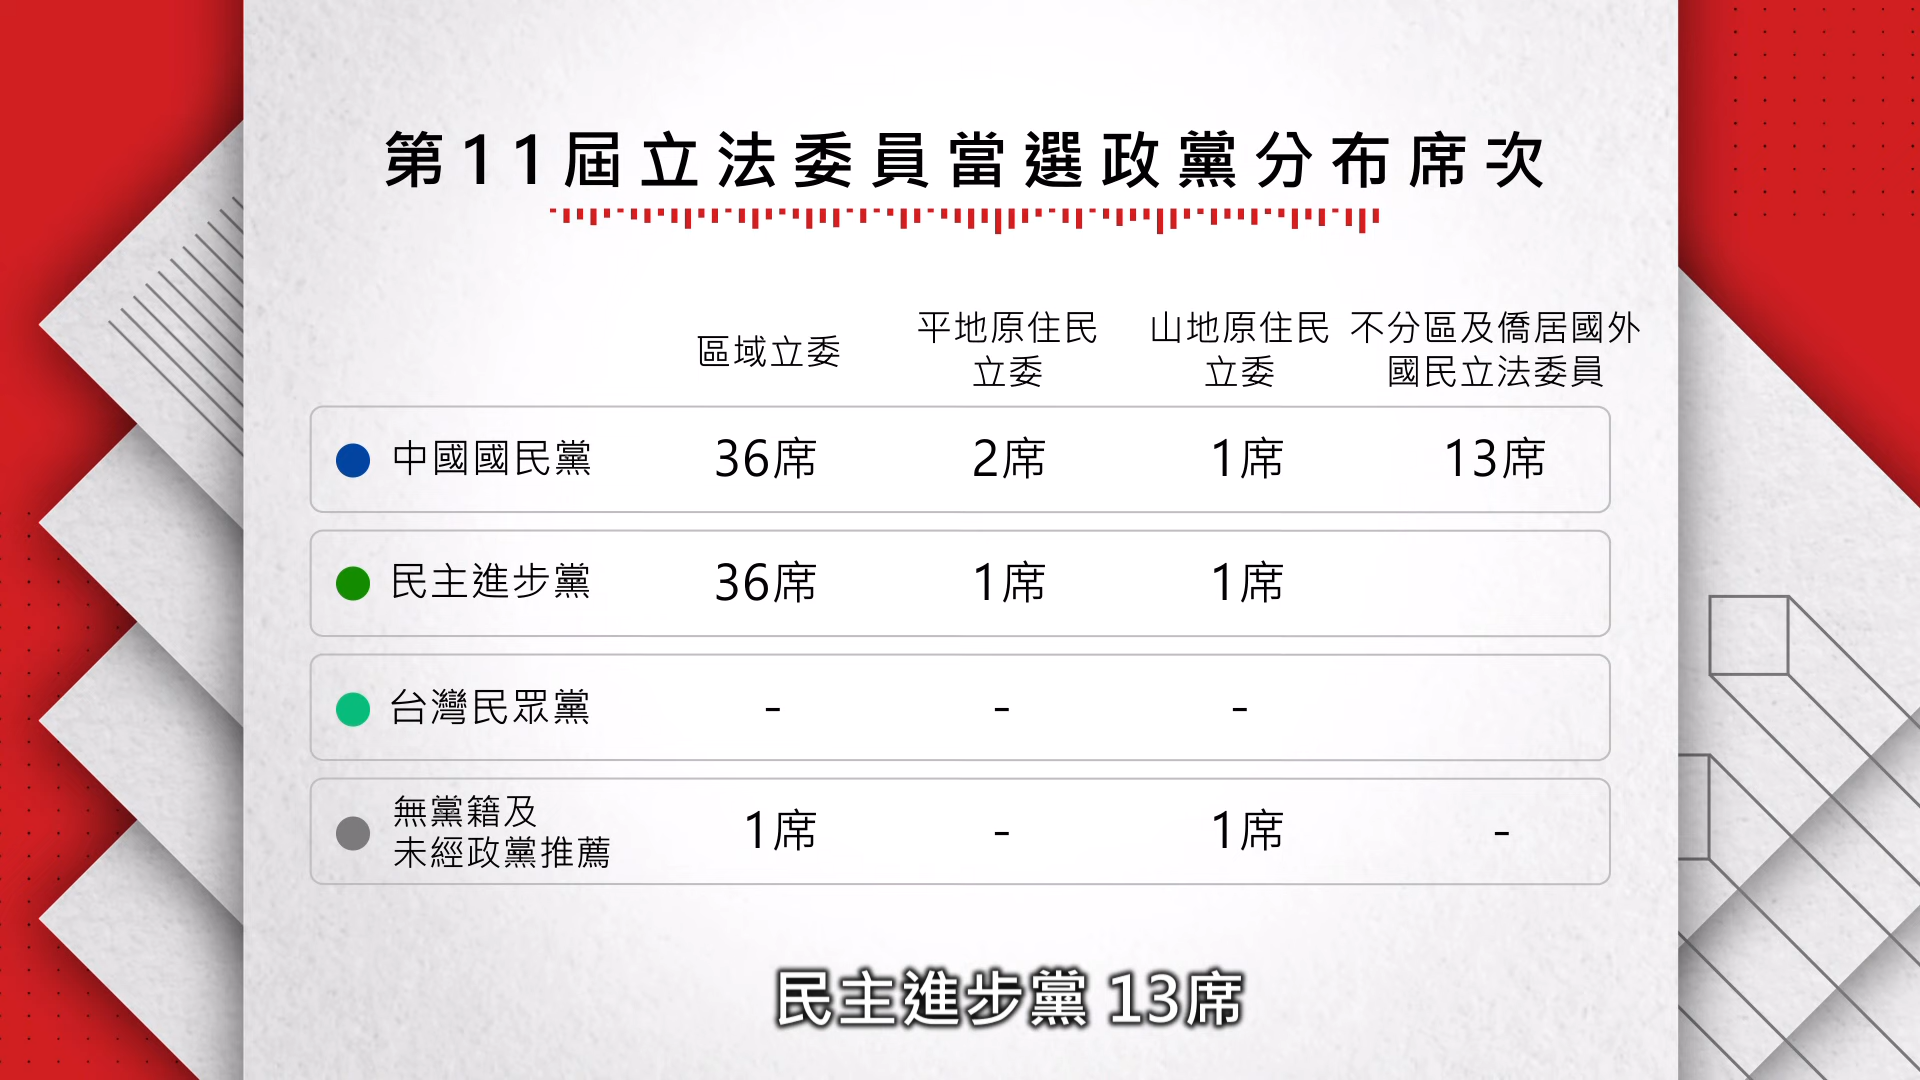 第11屆立法委員當選政黨分布席次
區域立委 平地原住民立委 山地原住民立委 不分區及僑居國外國民立法委員
中國國民黨 36席 2席 1席 13席
民主進步黨 36席 1席 1席
台灣民眾黨 - - -
無黨籍及未經政黨推薦 1席 - 1席 -
民主進步黨 13席